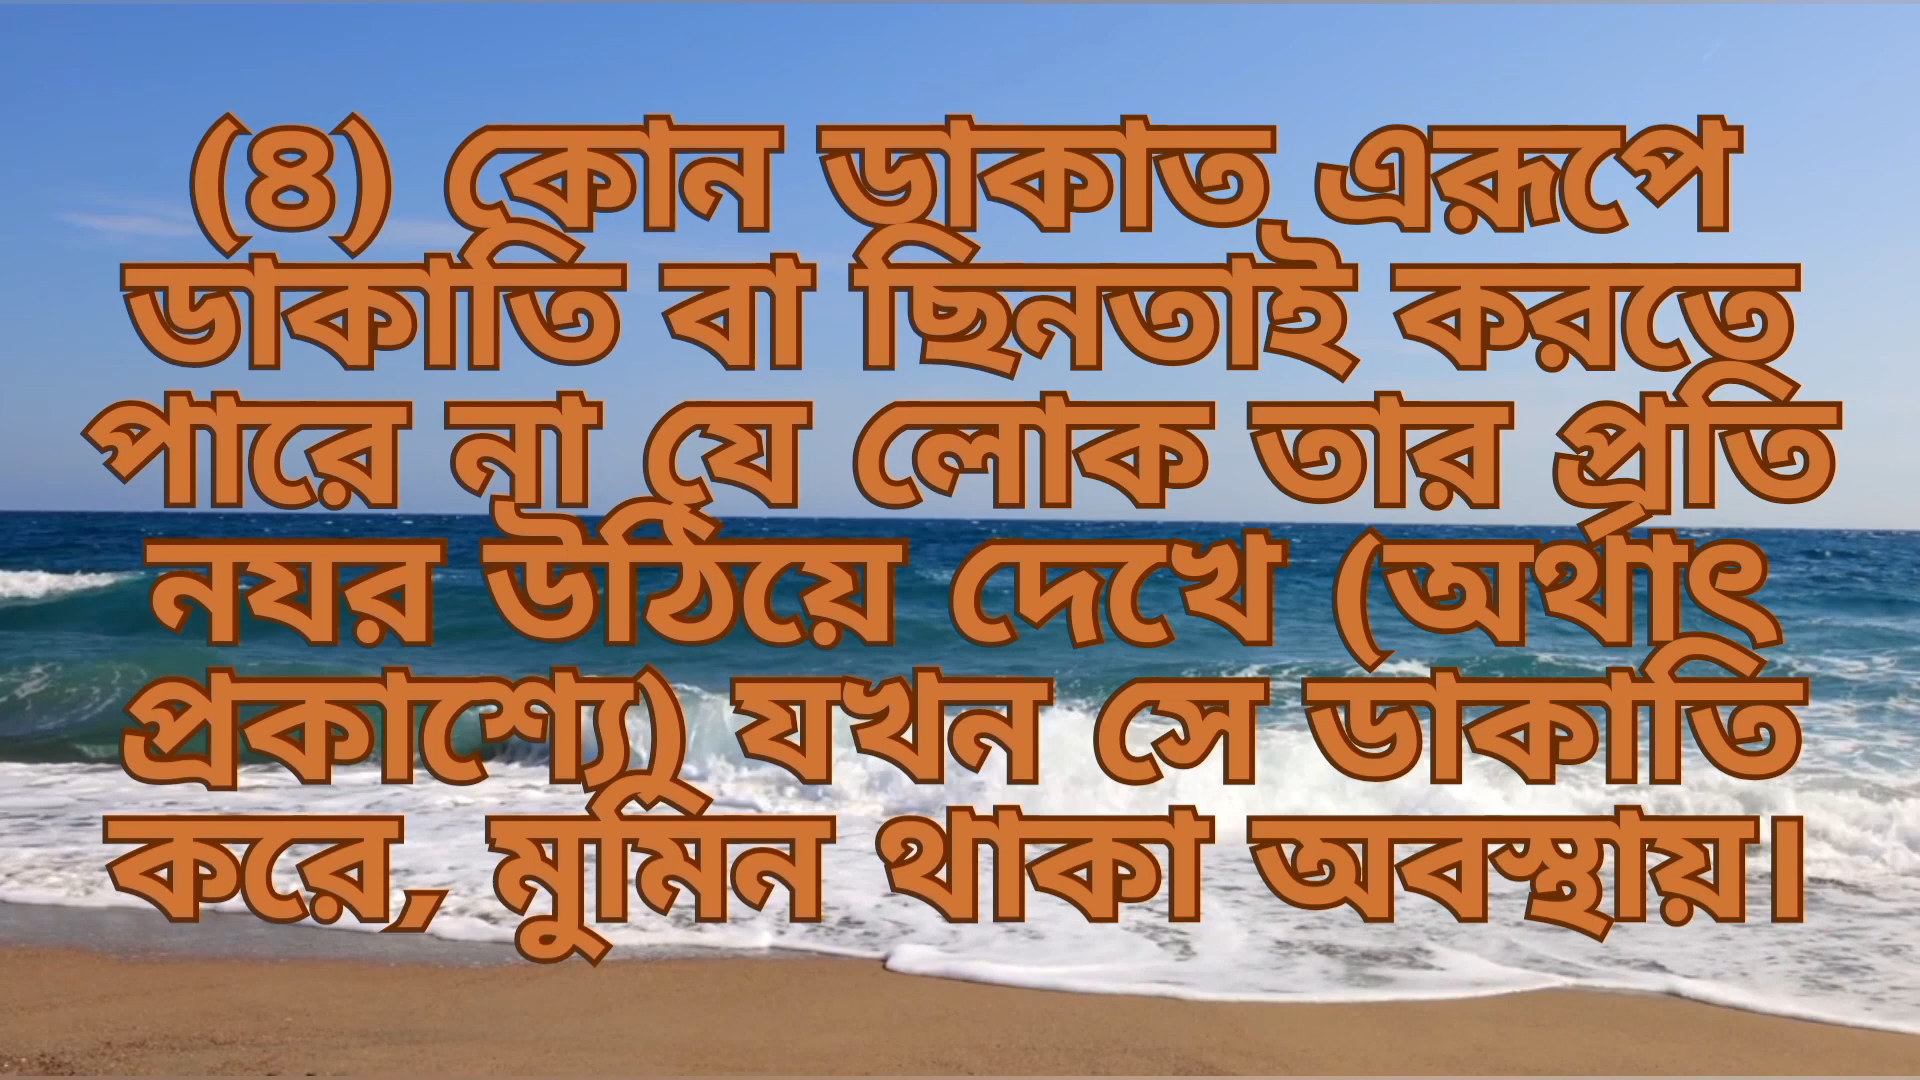 (৪) কোন ডাকাত এরূপে
ডাকাতি বা ছিনতাই করতে
পারে না যে লোক তার প্রতি
নযর উঠিয়ে দেখে (অর্থাৎ
প্রকাশ্যে) যখন সে ডাকাতি
করে, মুমিন থাকা অবস্থায়।